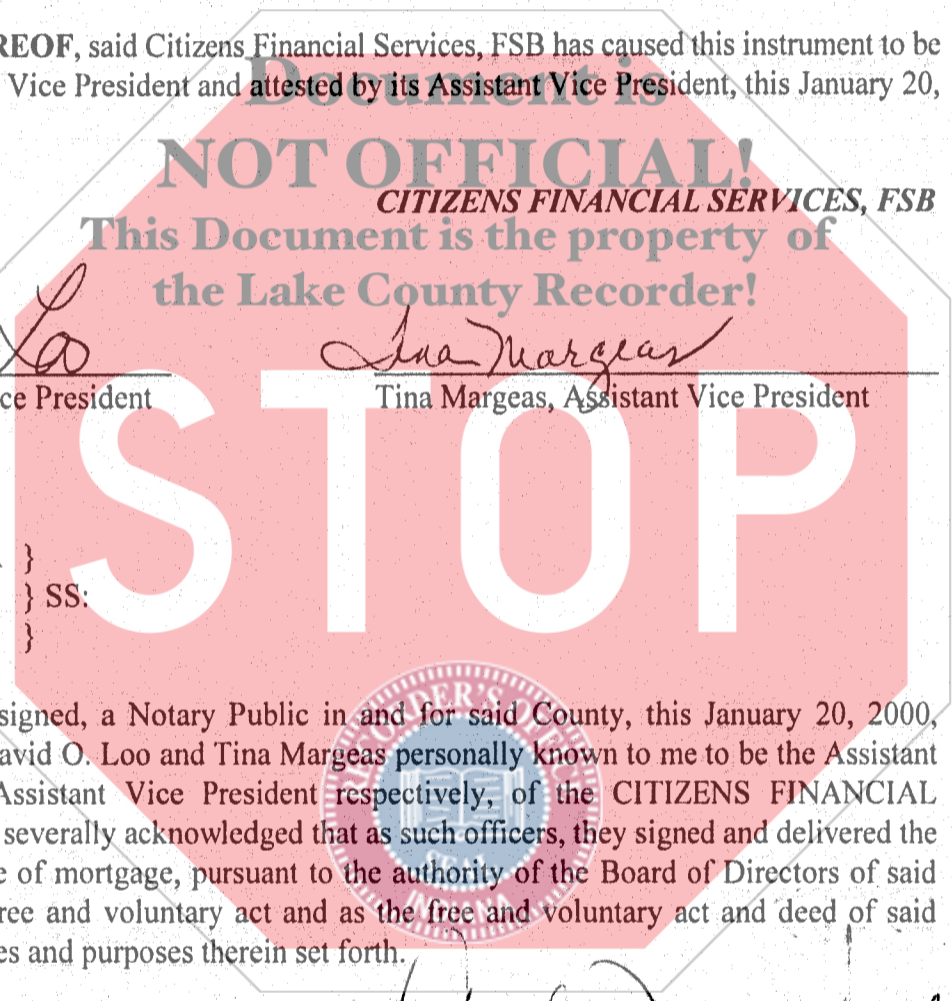 REOF, said Citizens Financial Services, FSB has caused this instrument to be
Vice President and attested by its Assistant Vice President, this January 20,
Document is
NOT OFFICIAL!
CITIZENS FINANCIAL SERVICES, FSB
This Document is the property of
the Lake County Recorder!
Loo Tina Margeas
ce President Tina Margeas, Assistant Vice President
STOP
}
} SS:
}
signed, a Notary Public in and for said County, this January 20, 2000,
avid O. Loo and Tina Margeas personally known to me to be the Assistant
Assistant Vice President respectively, of the CITIZENS FINANCIAL
severally acknowledged that as such officers, they signed and delivered the
e of mortgage, pursuant to the authority of the Board of Directors of said
ree and voluntary act and as the free and voluntary act and deed of said
es and purposes therein set forth.
RECORDER'S OFFICE
INDIANA